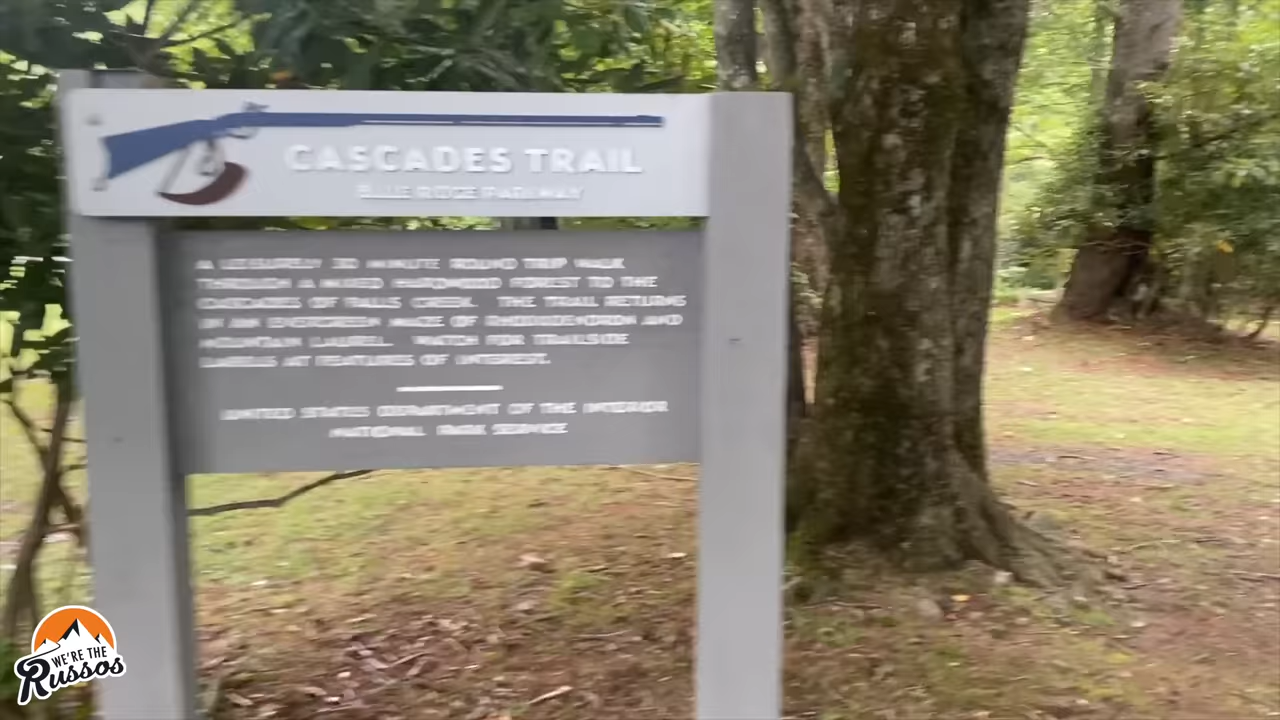 CASCADES TRAIL
BLUE RIDGE PARKWAY
A LEISURELY 30 MINUTE ROUND TRIP WALK
THROUGH A MIXED HARDWOOD FOREST TO THE
CASCADES OF FALLS CREEK. THE TRAIL RETURNS
IN AN EVERGREEN MAZE OF RHODODENDRON AND
MOUNTAIN LAUREL. WATCH FOR TRAILSIDE
LABELS AT FEATURES OF INTEREST.
UNITED STATES DEPARTMENT OF THE INTERIOR
NATIONAL PARK SERVICE
WE'RE THE
RUSSOS